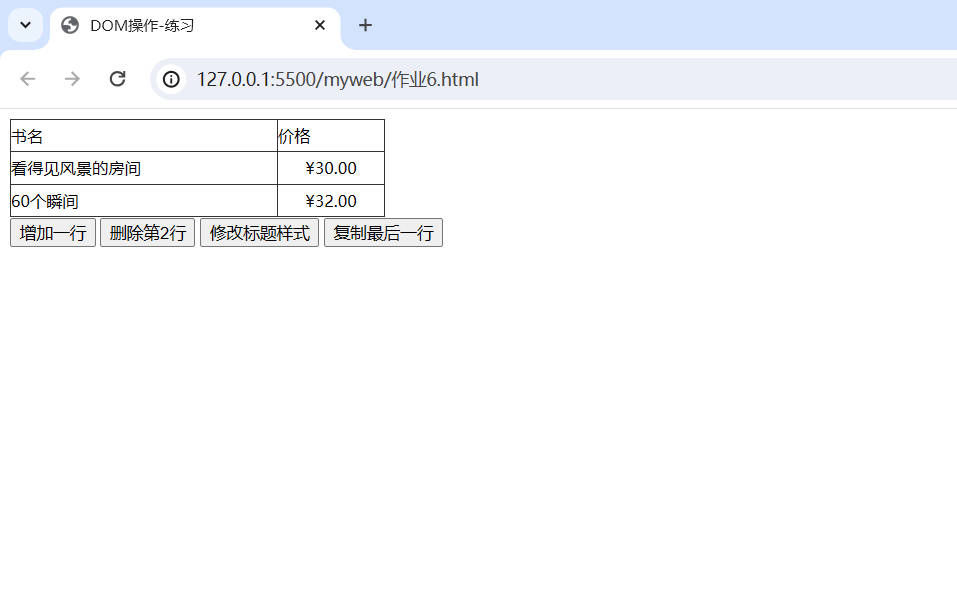 DOM操作-练习
127.0.0.1:5500/myweb/作业6.html
书名 价格
看得见风景的房间 ¥30.00
60个瞬间 ¥32.00
增加一行 删除第2行 修改标题样式 复制最后一行